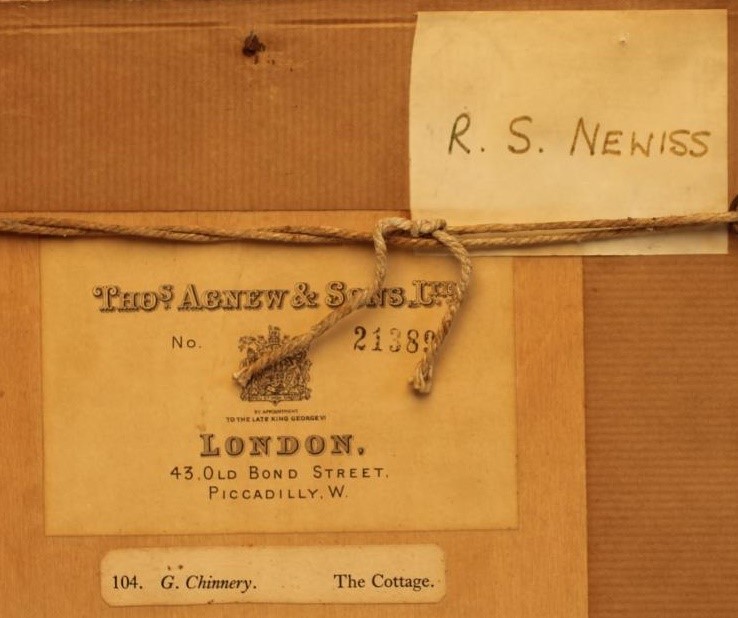 R. S. NEWISS
THOS AGNEW & SONS, LTD
No. 21389
BY APPOINTMENT
TO THE LATE KING GEORGE VI
LONDON.
43, OLD BOND STREET.
PICCADILLY, W.
104. G. Chinnery. The Cottage.